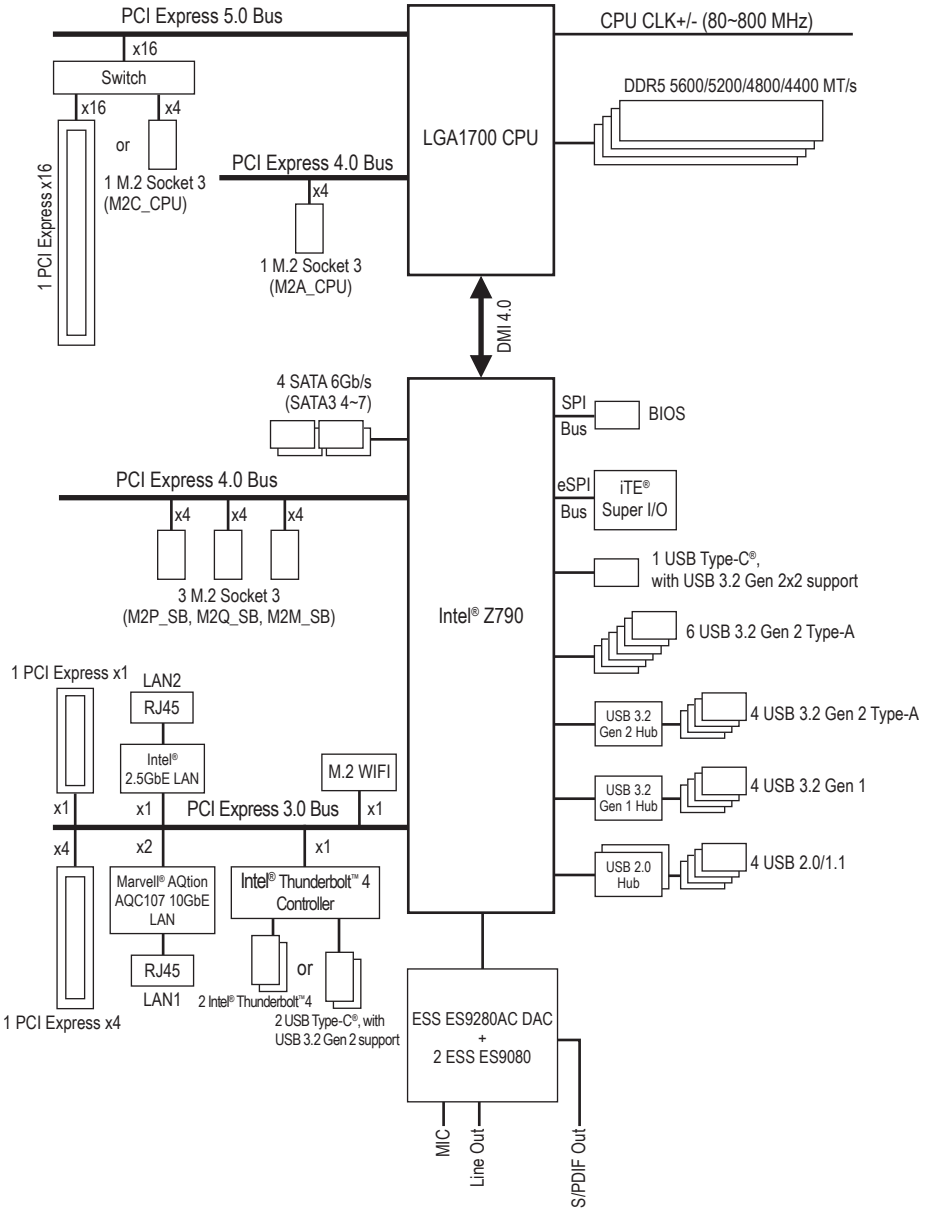 PCI Express 5.0 Bus
CPU CLK+/- (80~800 MHz)
x16
Switch
x16
x4
or
1 PCI Express x16
1 M.2 Socket 3
(M2C_CPU)
LGA1700 CPU
DDR5 5600/5200/4800/4400 MT/s
PCI Express 4.0 Bus
x4
1 M.2 Socket 3
(M2A_CPU)
DMI 4.0
4 SATA 6Gb/s
(SATA3 4~7)
SPI
Bus
BIOS
PCI Express 4.0 Bus
x4
x4
x4
3 M.2 Socket 3
(M2P_SB, M2Q_SB, M2M_SB)
eSPI
Bus
iTE®
Super I/O
1 USB Type-C®,
with USB 3.2 Gen 2x2 support
Intel® Z790
6 USB 3.2 Gen 2 Type-A
1 PCI Express x1
LAN2
RJ45
Intel®
2.5GbE LAN
M.2 WIFI
USB 3.2
Gen 2 Hub
4 USB 3.2 Gen 2 Type-A
x1
x1
PCI Express 3.0 Bus
x1
USB 3.2
Gen 1 Hub
4 USB 3.2 Gen 1
x4
x2
x1
Marvell® AQtion
AQC107 10GbE
LAN
Intel® Thunderbolt™ 4
Controller
USB 2.0
Hub
4 USB 2.0/1.1
RJ45
LAN1
or
2 Intel® Thunderbolt™ 4
2 USB Type-C®, with
USB 3.2 Gen 2 support
1 PCI Express x4
ESS ES9280AC DAC
+
2 ESS ES9080
MIC
Line Out
S/PDIF Out